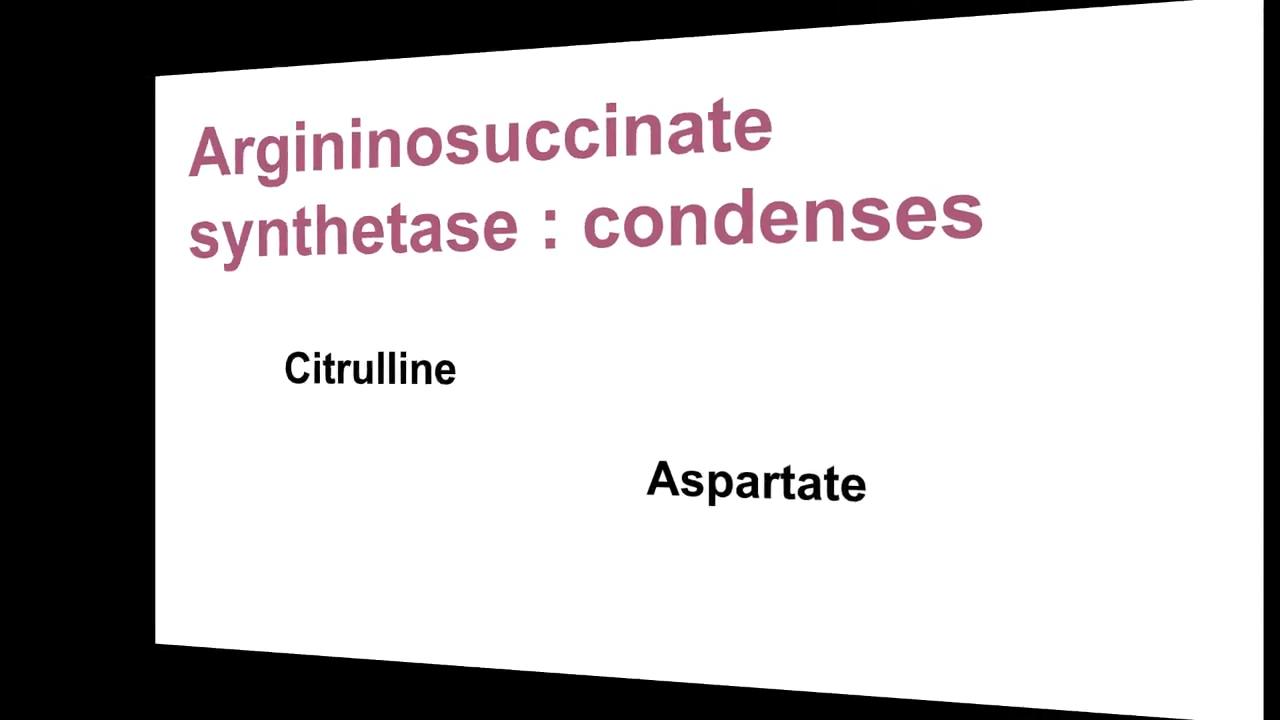 Argininosuccinate
synthetase : condenses
Citrulline
Aspartate